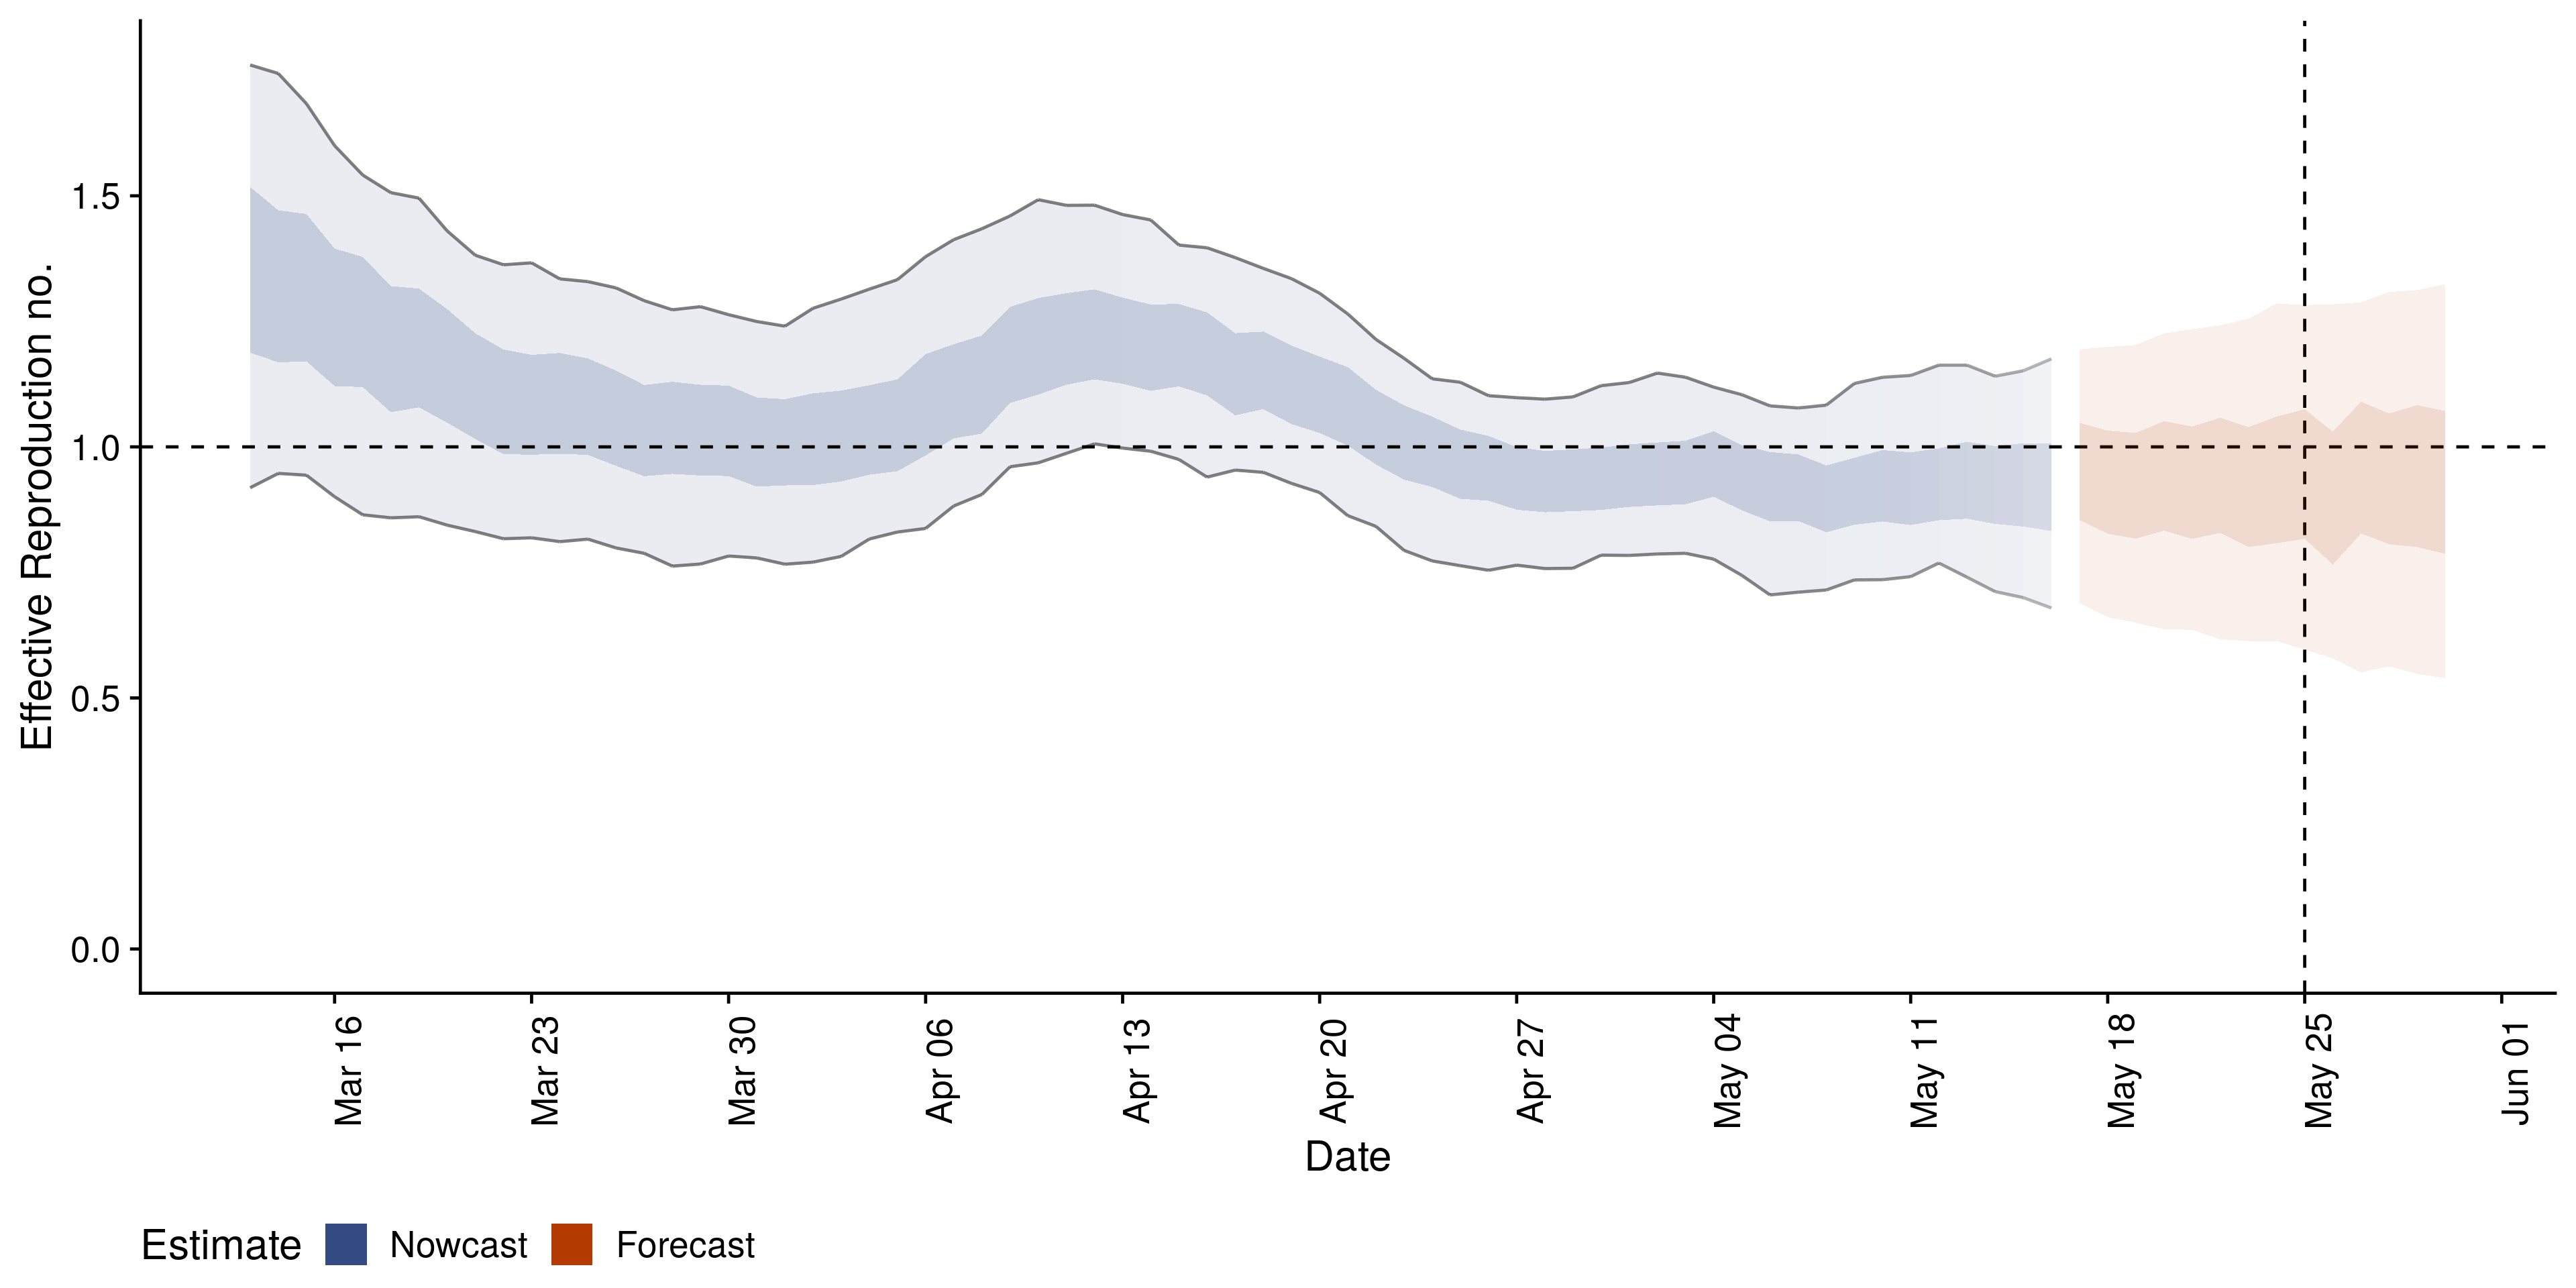 Effective Reproduction no.
1.5
1.0
0.5
0.0
Mar 16
Mar 23
Mar 30
Apr 06
Apr 13
Apr 20
Apr 27
May 04
May 11
May 18
May 25
Jun 01
Date
Estimate Nowcast Forecast